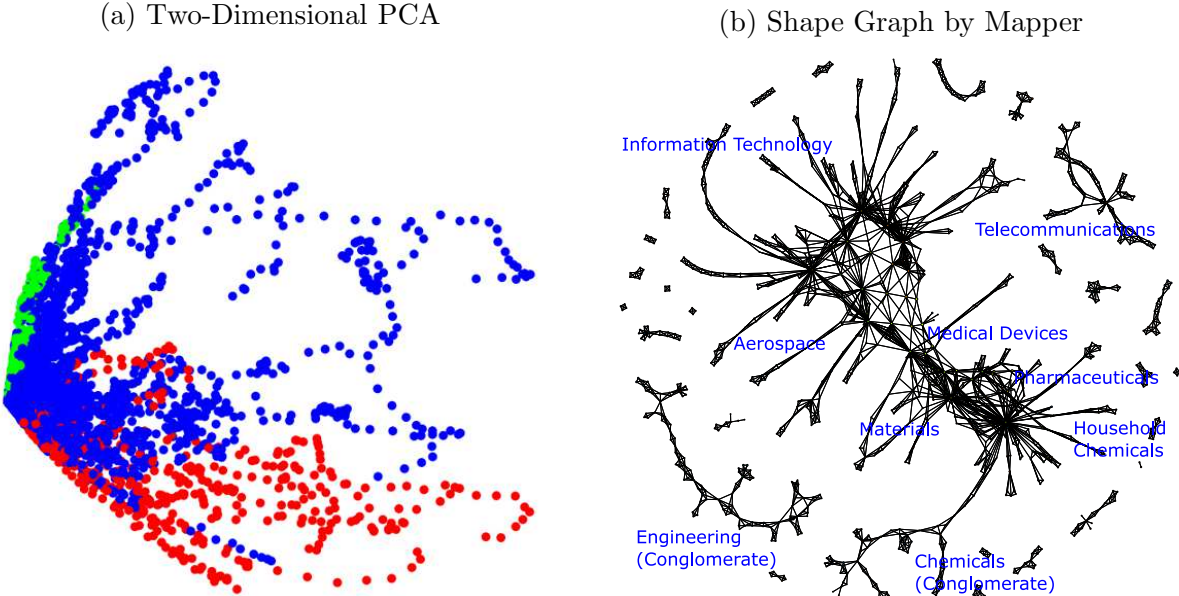 (a) Two-Dimensional PCA
(b) Shape Graph by Mapper
Information Technology
Telecommunications
Medical Devices
Aerospace
Pharmaceuticals
Materials
Household
Chemicals
Engineering
(Conglomerate)
Chemicals
(Conglomerate)